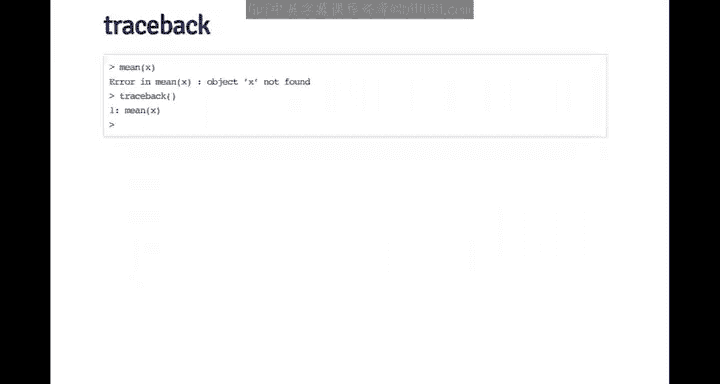 traceback
> mean(x)
Error in mean(x) : object 'x' not found
> traceback()
1: mean(x)
>